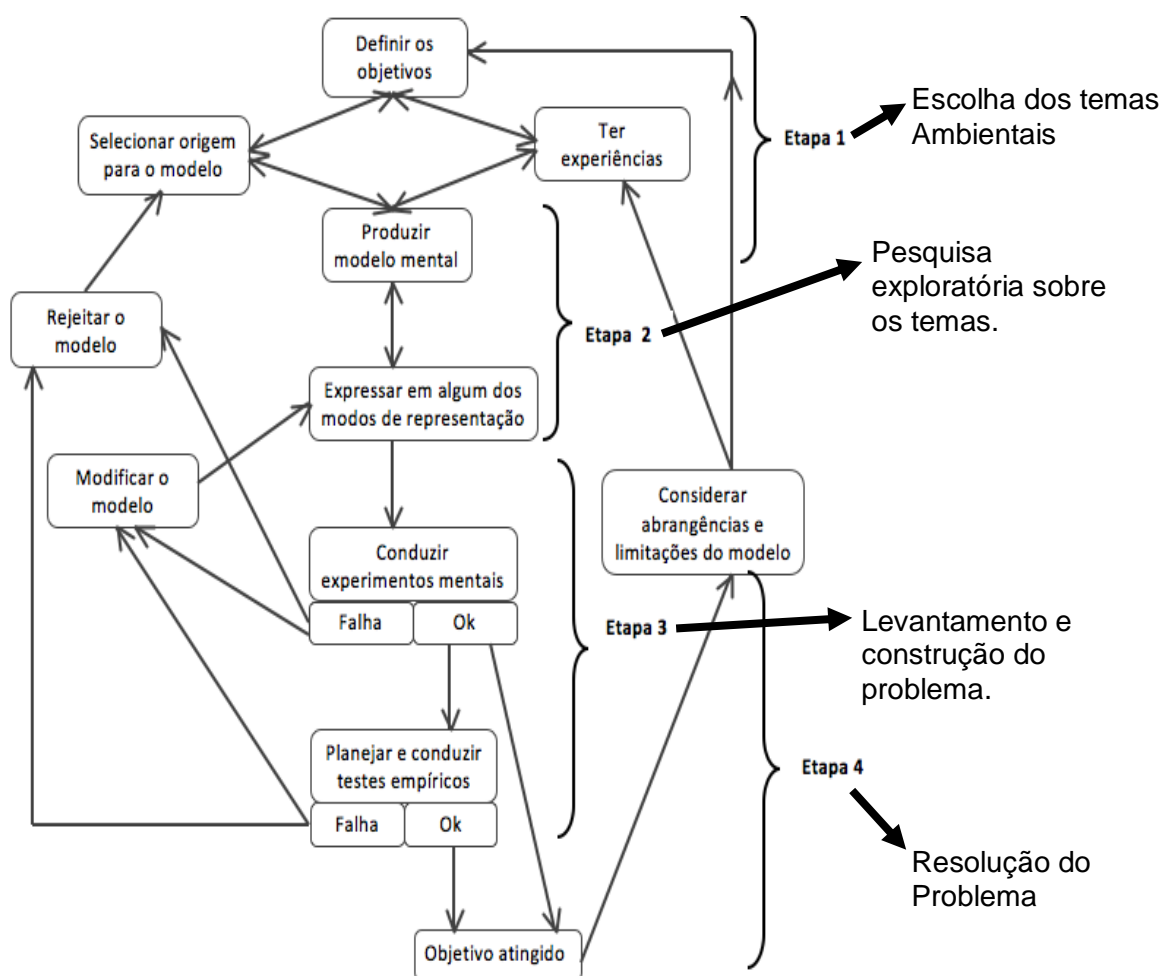 Definir os
objetivos
Selecionar origem
para o modelo
Ter
experiências
Etapa 1
Escolha dos temas
Ambientais
Produzir
modelo mental
Pesquisa
exploratória sobre
os temas.
Rejeitar o
modelo
Etapa 2
Expressar em algum dos
modos de representação
Modificar o
modelo
Considerar
abrangências e
limitações do modelo
Conduzir
experimentos mentais
Falha
Ok
Etapa 3
Levantamento e
construção do
problema.
Planejar e conduzir
testes empíricos
Falha
Ok
Etapa 4
Resolução do
Problema
Objetivo atingido